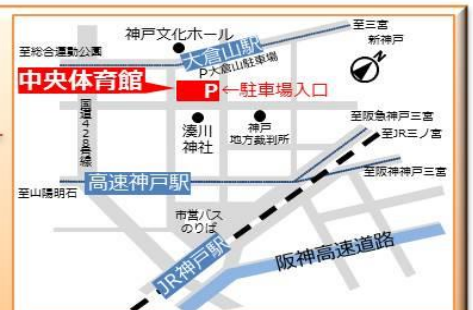 神戸文化ホール
至三宮
新神戸
至総合運動公園
大倉山駅
P大倉山駐車場
N
中央体育館
P
←駐車場入口
国道428号線
湊川
神社
神戸
地方裁判所
至阪急神戸三宮
至JR三ノ宮
至阪神神戸三宮
高速神戸駅
至山陽明石
市営バス
のりば
JR神戸駅
阪神高速道路